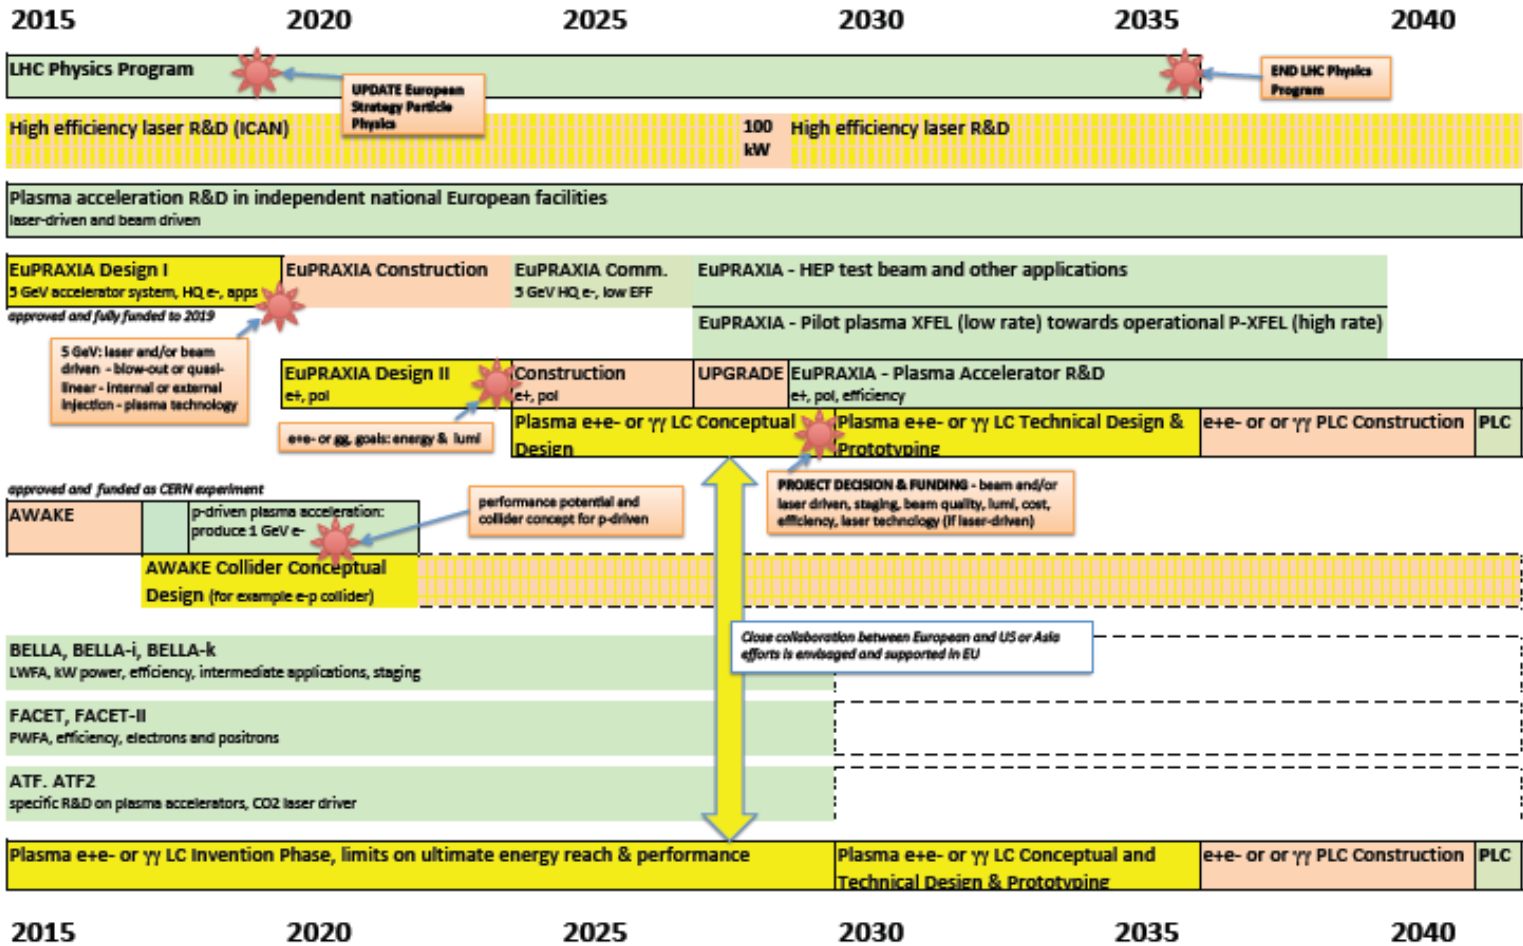 2015 2020 2025 2030 2035 2040
LHC Physics Program
UPDATE European
Strategy Particle
Physics
END LHC Physics
Program
High efficiency laser R&D (ICAN)
100
kW
High efficiency laser R&D
Plasma acceleration R&D in independent national European facilities
laser-driven and beam driven
EuPRAXIA Design I
5 GeV accelerator system, HQ e-, apps
approved and fully funded to 2019
EuPRAXIA Construction
EuPRAXIA Comm.
5 GeV HQ e-, low EFF
EuPRAXIA - HEP test beam and other applications
EuPRAXIA - Pilot plasma XFEL (low rate) towards operational P-XFEL (high rate)
5 GeV: laser and/or beam
driven - blow-out or quasi-
linear - internal or external
injection - plasma technology
EuPRAXIA Design II
e+, pol
Construction
e+, pol
UPGRADE
EuPRAXIA - Plasma Accelerator R&D
e+, pol, efficiency
e+e- or gg, goals: energy & lumi
Plasma e+e- or γγ LC Conceptual
Design
Plasma e+e- or γγ LC Technical Design &
Prototyping
e+e- or or γγ PLC Construction
PLC
PROJECT DECISION & FUNDING - beam and/or
laser driven, staging, beam quality, lumi, cost,
efficiency, laser technology (if laser-driven)
approved and funded as CERN experiment
AWAKE
p-driven plasma acceleration:
produce 1 GeV e-
performance potential and
collider concept for p-driven
AWAKE Collider Conceptual
Design (for example e-p collider)
Close collaboration between European and US or Asia
efforts is envisaged and supported in EU
BELLA, BELLA-i, BELLA-k
LWFA, kW power, efficiency, intermediate applications, staging
FACET, FACET-II
PWFA, efficiency, electrons and positrons
ATF. ATF2
specific R&D on plasma accelerators, CO2 laser driver
Plasma e+e- or γγ LC Invention Phase, limits on ultimate energy reach & performance
Plasma e+e- or γγ LC Conceptual and
Technical Design & Prototyping
e+e- or or γγ PLC Construction
PLC
2015 2020 2025 2030 2035 2040